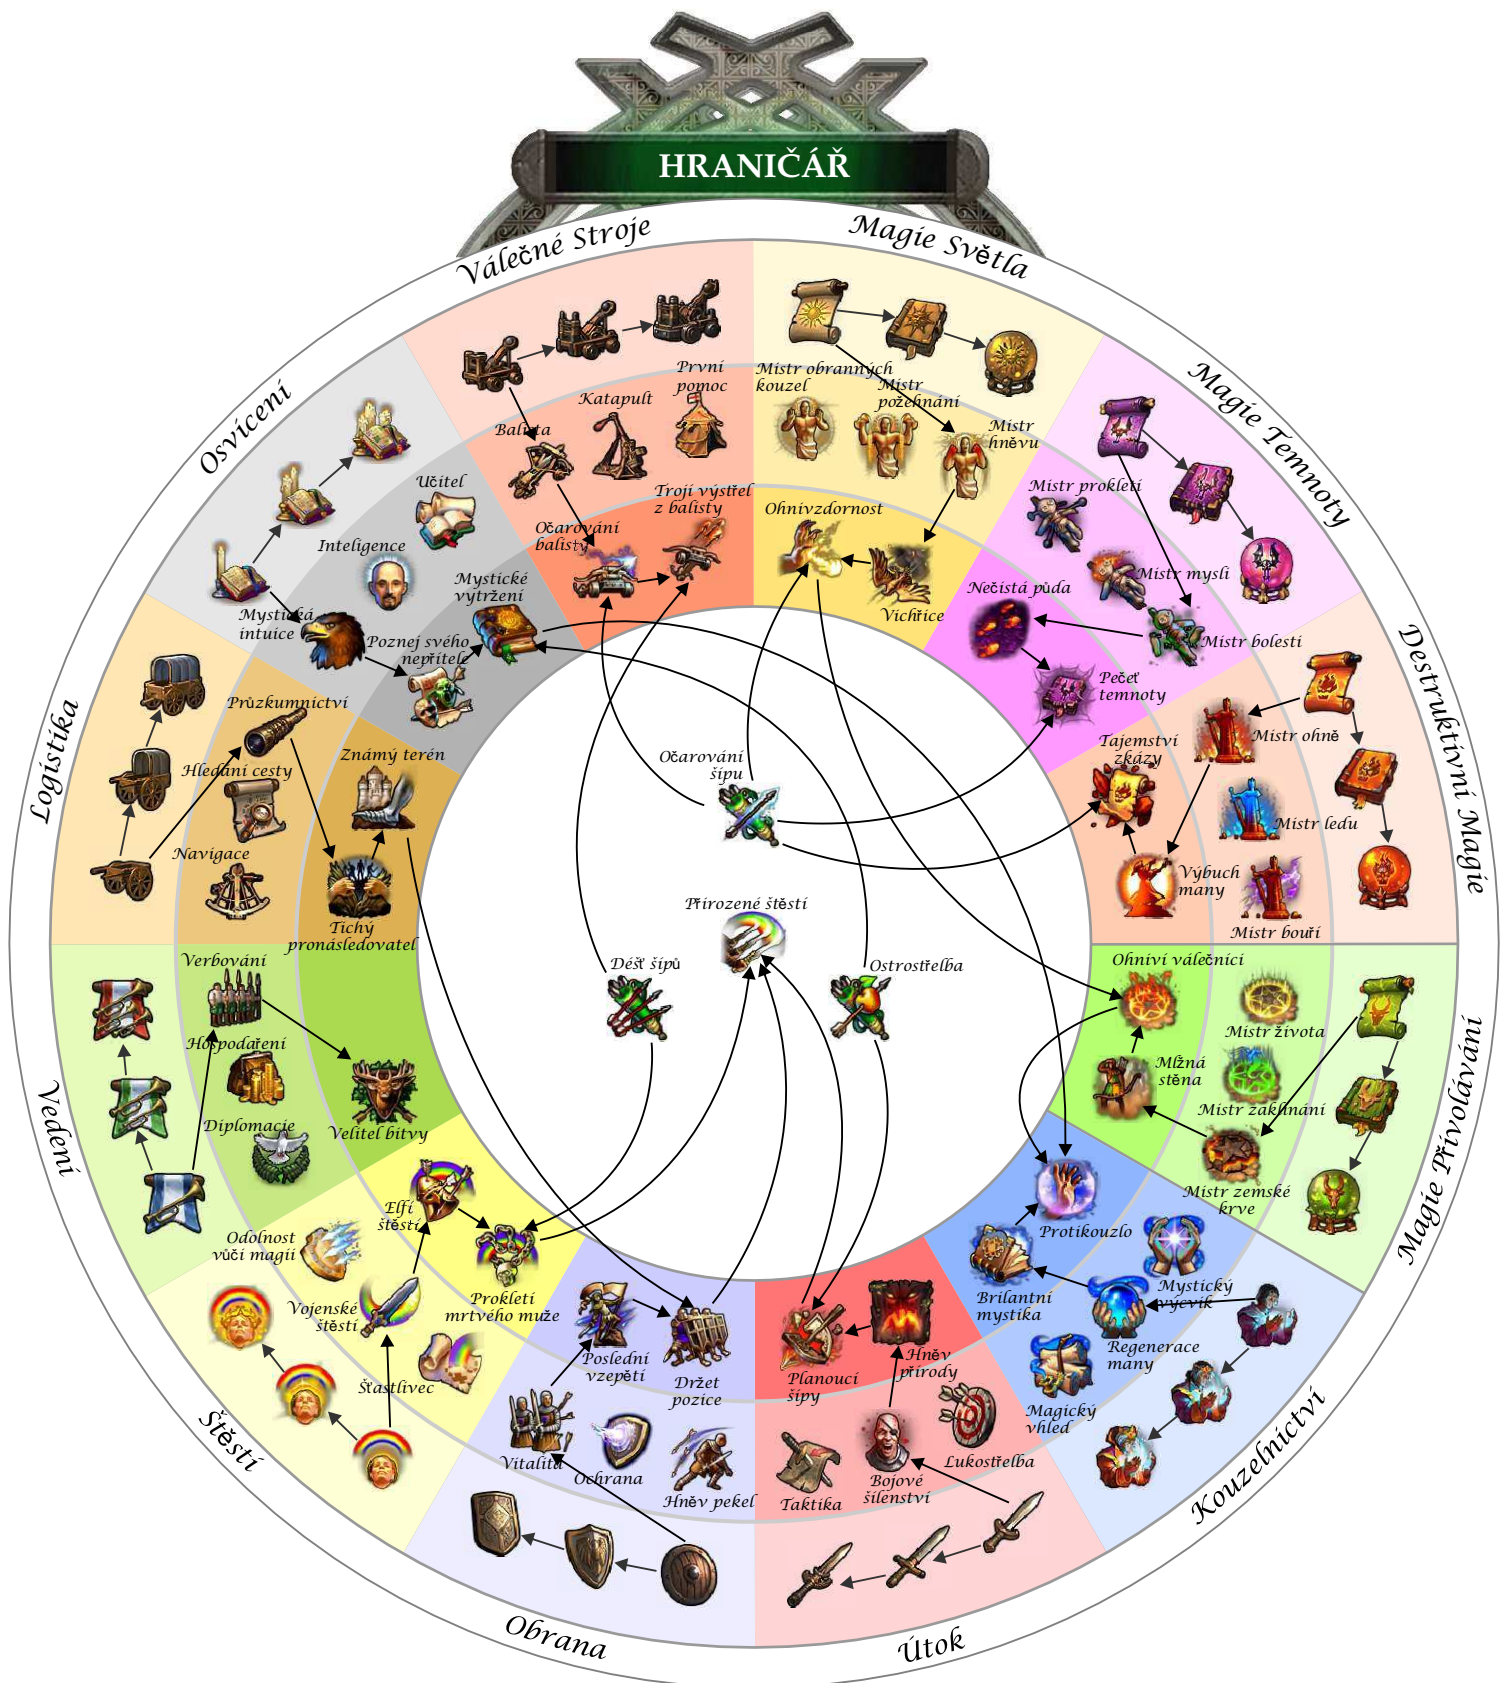 HRANIČÁŘ
Válečné Stroje
Magie Světla
Magie Temnoty
Destruktivní Magie
Magie Přivolávání
Kouzelnictví
Útok
Obrana
Štěstí
Vedení
Logistika
Osvícení
Balista
Katapult
První
pomoc
Očarování
balisty
Trojí výstřel
z balisty
Mistr obranných
kouzel
Mistr
požehnání
Mistr
hněvu
Ohnivzdornost
Vichřice
Mistr prokletí
Mistr mysli
Mistr bolesti
Nečistá půda
Pečeť
temnoty
Mistr ohně
Mistr ledu
Mistr bouří
Tajemství
zkázy
Výbuch
many
Ohniví válečníci
Mistr života
Mlžná
stěna
Mistr zaklínání
Mistr zemské
krve
Protikouzlo
Briliantní
mystika
Mystický
výcvik
Regenerace
many
Magický
vhled
Planoucí
šípy
Hněv
přírody
Taktika
Bojové
šílenství
Lukostřelba
Poslední
vzepětí
Držet
pozice
Vitalita
Ochrana
Hněv pekel
Elfí
štěstí
Prokletí
mrtvého muže
Odolnost
vůči magii
Vojenské
štěstí
Šťastlivec
Verbování
Hospodaření
Diplomacie
Velitel bitvy
Průzkumnictví
Hledání cesty
Navigace
Známý terén
Tichý
pronásledovatel
Učitel
Inteligence
Mystická
intuice
Poznej svého
nepřítele
Mystické
vytržení
Očarování
šípu
Přirozené štěstí
Déšť šípů
Ostrostřelba